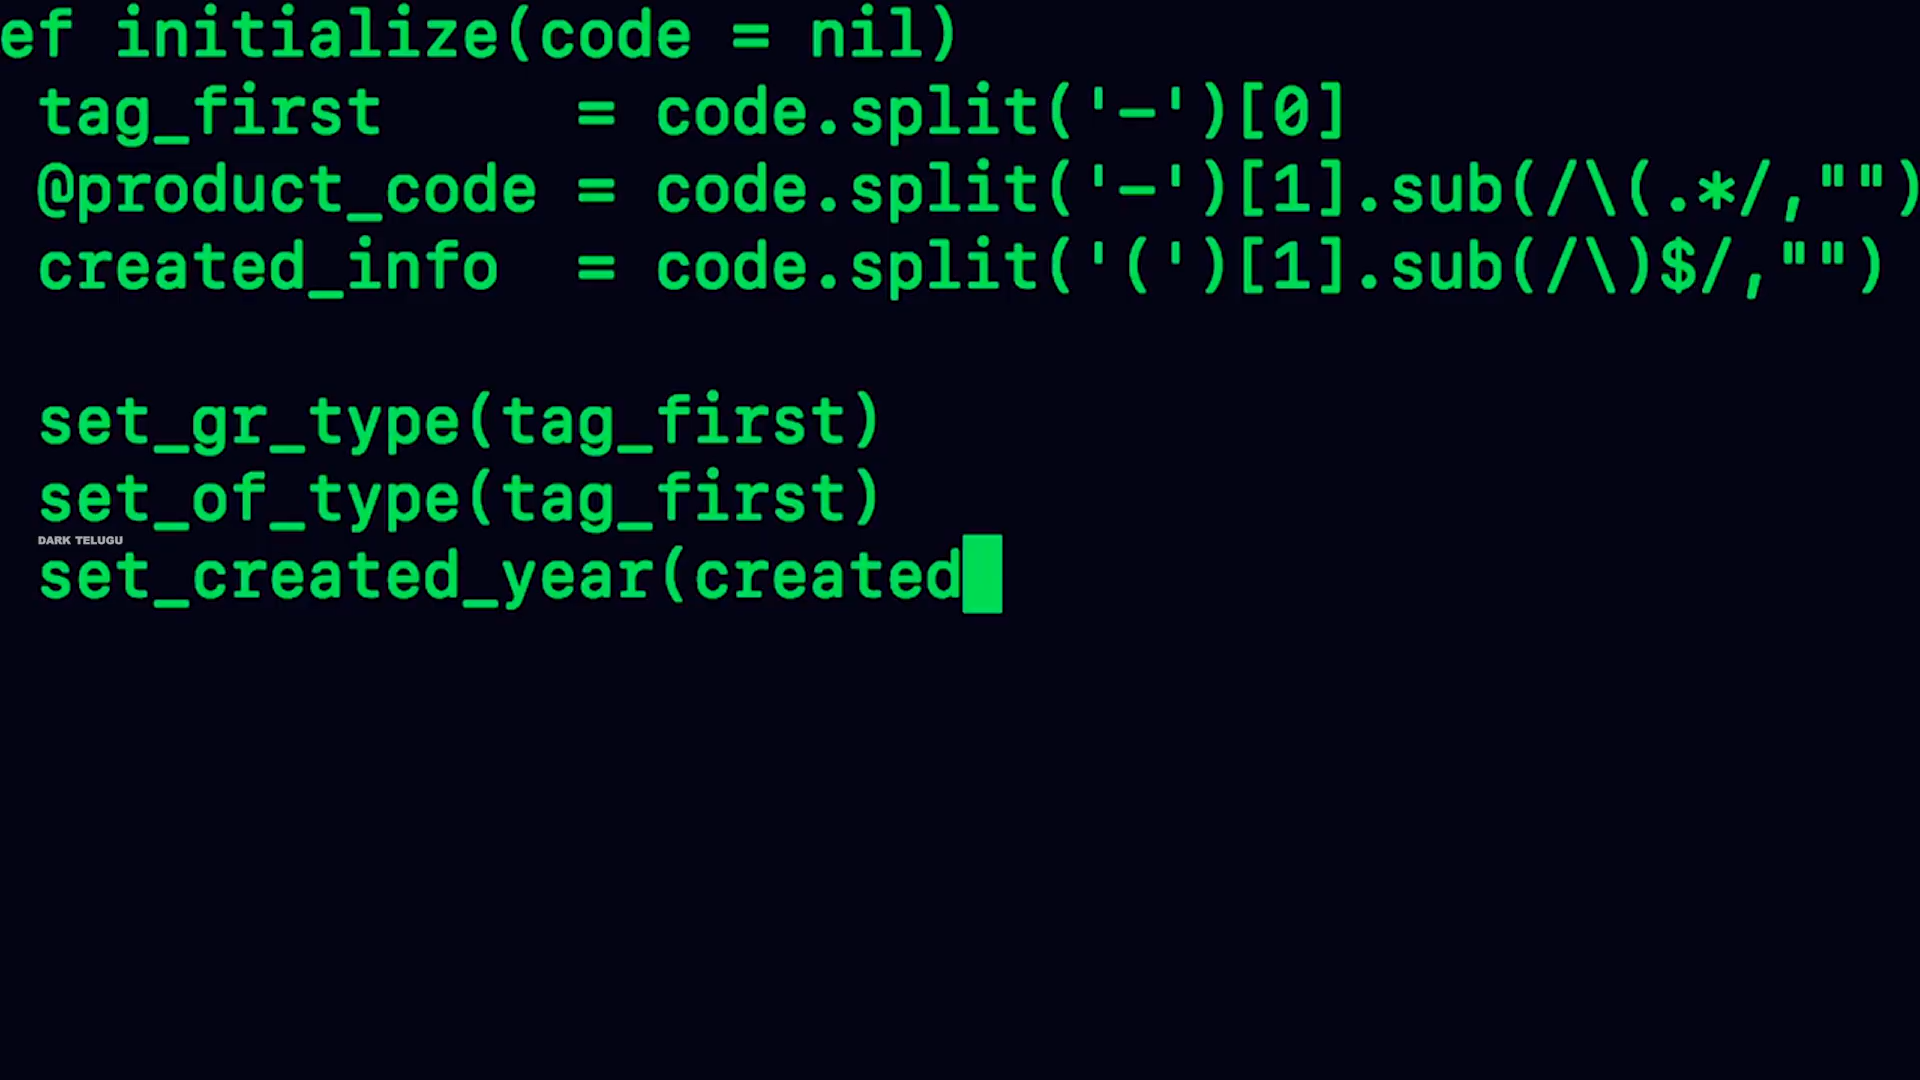 ef initialize(code = nil)
tag_first = code.split('-')[0]
@product_code = code.split('-')[1].sub(/\(.*/,"")
created_info = code.split('(')[1].sub(/\)$/,"")
set_gr_type(tag_first)
set_of_type(tag_first)
DARK TELUGU
set_created_year(created